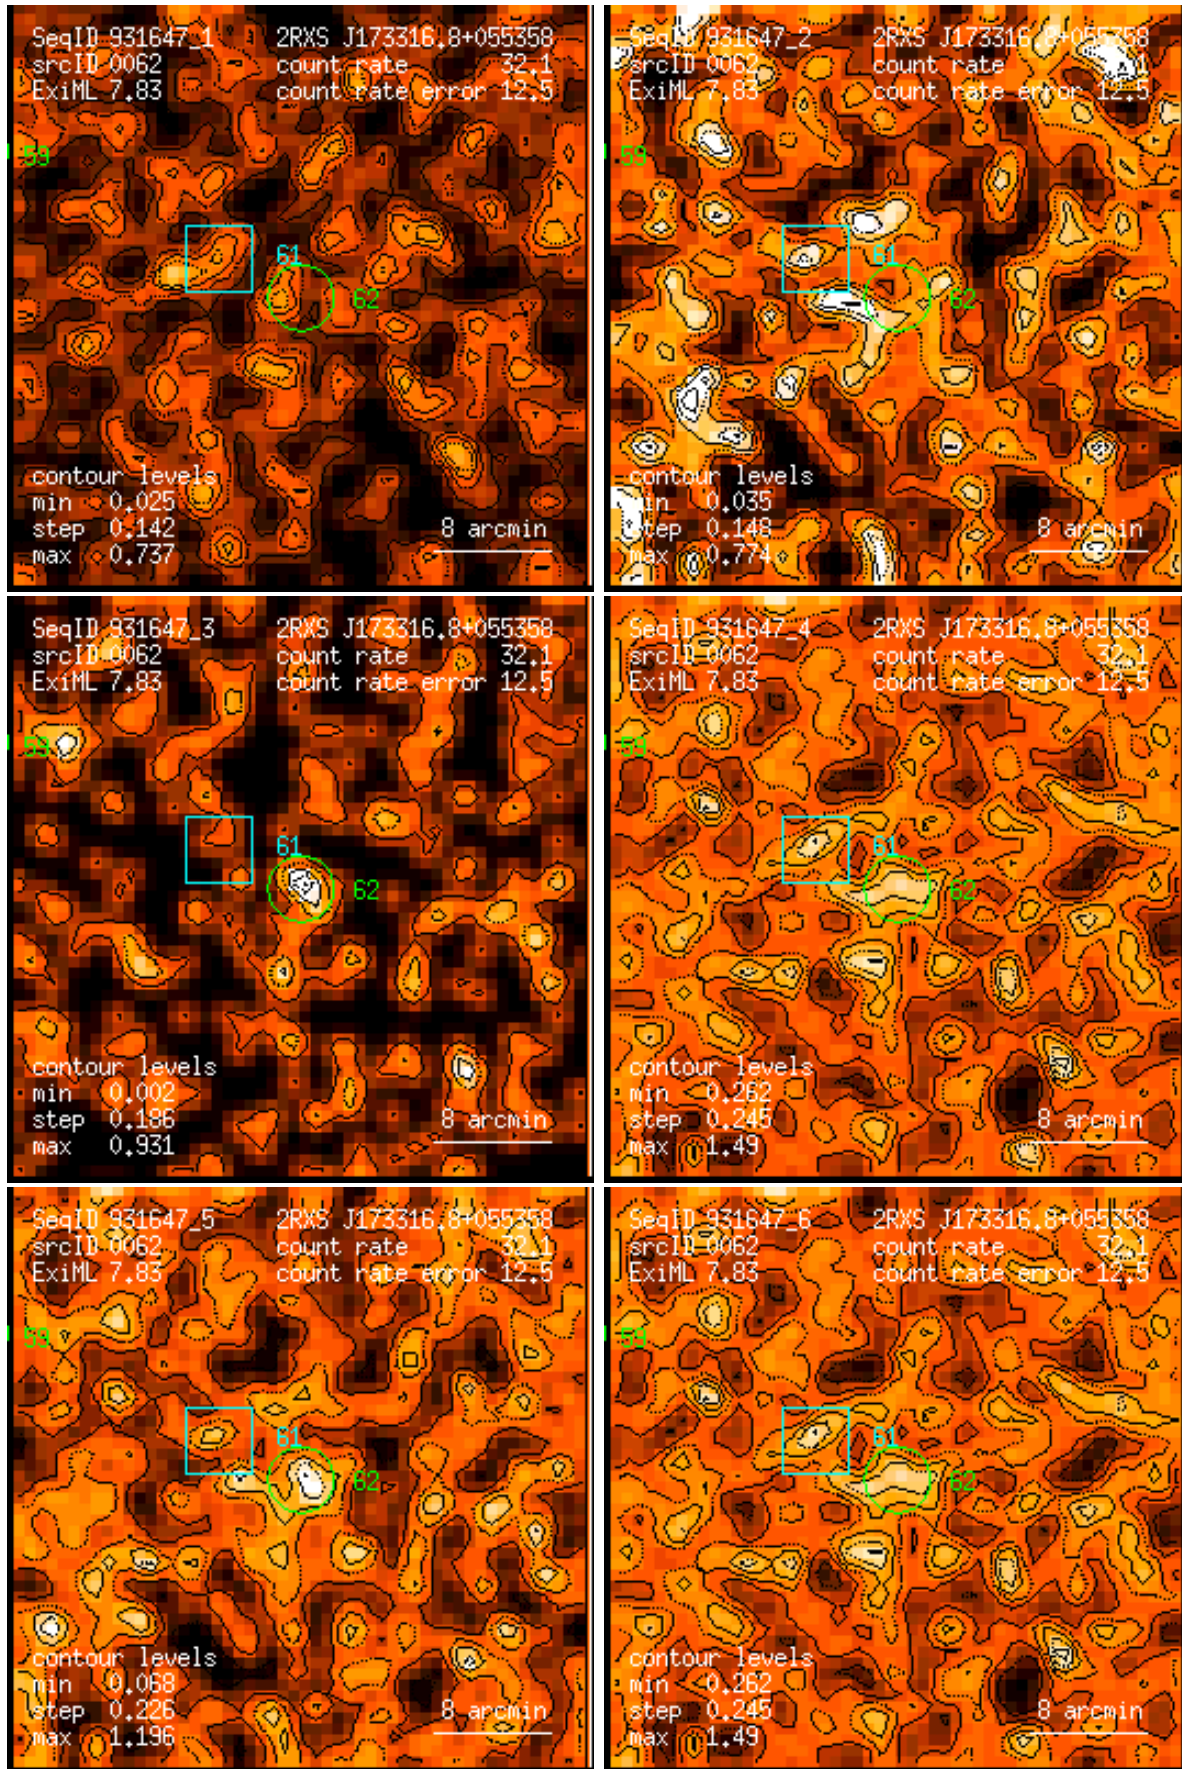 SeqID 931647_1 2RXS J173316.8+055358
srcID 0062 count rate 32.1
ExiML 7.83 count rate error 12.5
59
61
62
contour levels
min 0.025
step 0.142 8 arcmin
max 0.737
SeqID 931647_2 2RXS J173316.8+055358
srcID 0062 count rate
ExiML 7.83 count rate error 12.5
59
61
62
contour levels
min 0.035
step 0.148 8 arcmin
max 0.774
SeqID 931647_3 2RXS J173316.8+055358
srcID 0062 count rate 32.1
ExiML 7.83 count rate error 12.5
59
61
62
contour levels
min 0.002
step 0.186 8 arcmin
max 0.931
SeqID 931647_4 2RXS J173316.8+055358
srcID 0062 count rate 32.1
ExiML 7.83 count rate error 12.5
59
61
62
contour levels
min 0.262
step 0.245 8 arcmin
max 1.49
SeqID 931647_5 2RXS J173316.8+055358
srcID 0062 count rate 32.1
ExiML 7.83 count rate error 12.5
59
61
62
contour levels
min 0.068
step 0.226 8 arcmin
max 1.196
SeqID 931647_6 2RXS J173316.8+055358
srcID 0062 count rate 32.1
ExiML 7.83 count rate error 12.5
59
61
62
contour levels
min 0.262
step 0.245 8 arcmin
max 1.49